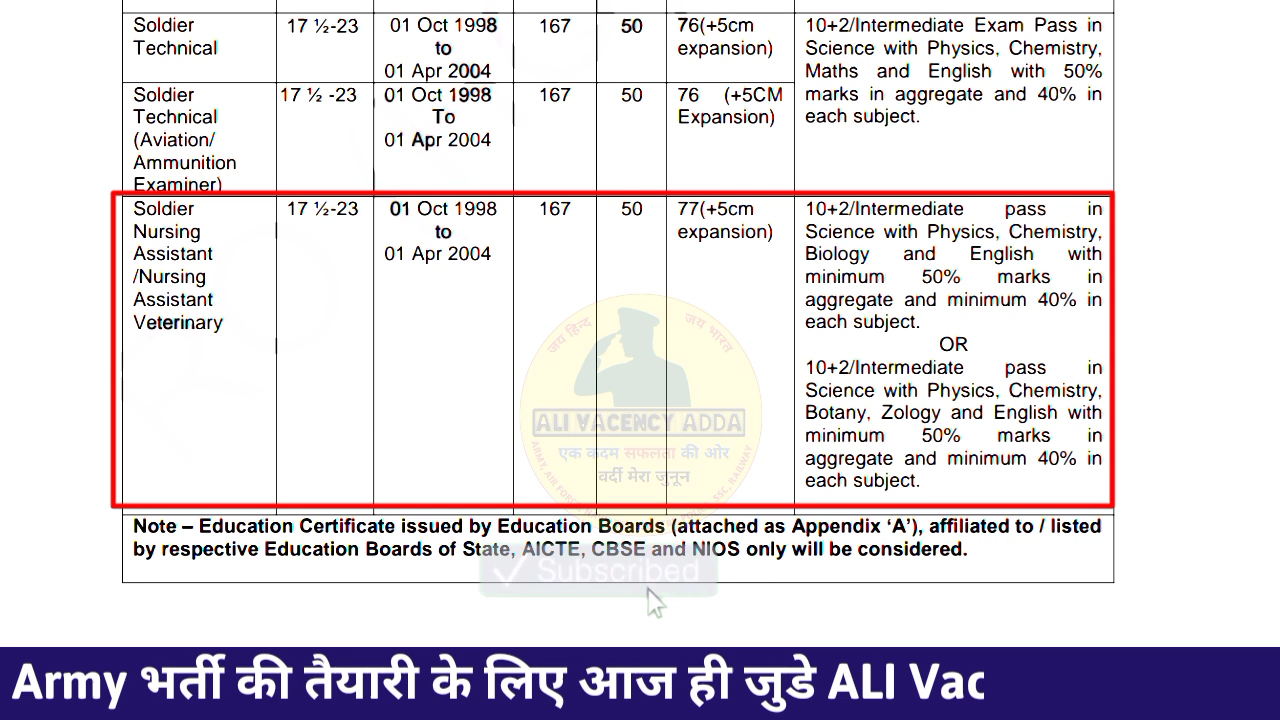 Soldier Technical
17 ½-23
01 Oct 1998
to
01 Apr 2004
167
50
76(+5cm expansion)
10+2/Intermediate Exam Pass in
Science with Physics, Chemistry,
Maths and English with 50%
marks in aggregate and 40% in
each subject.
Soldier
Technical
(Aviation/
Ammunition
Examiner)
17 ½ -23
01 Oct 1998
To
01 Apr 2004
167
50
76 (+5CM
Expansion)
Soldier
Nursing
Assistant
/Nursing
Assistant
Veterinary
17 ½-23
01 Oct 1998
to
01 Apr 2004
167
50
77(+5cm
expansion)
10+2/Intermediate pass in
Science with Physics, Chemistry,
Biology and English with
minimum 50% marks in
aggregate and minimum 40% in
each subject.
OR
10+2/Intermediate pass in
Science with Physics, Chemistry,
Botany, Zology and English with
minimum 50% marks in
aggregate and minimum 40% in
each subject.
जय हिन्द
जय भारत
ALI VACENCY ADDA
एक कदम सफलता की ओर
वर्दी मेरा जुनून
ARMY, AIR FORCE
SSC, RAILWAY
Note – Education Certificate issued by Education Boards (attached as Appendix ‘A’), affiliated to / listed
by respective Education Boards of State, AICTE, CBSE and NIOS only will be considered.
Subscribed
Army भर्ती की तैयारी के लिए आज ही जुडे ALI Vac